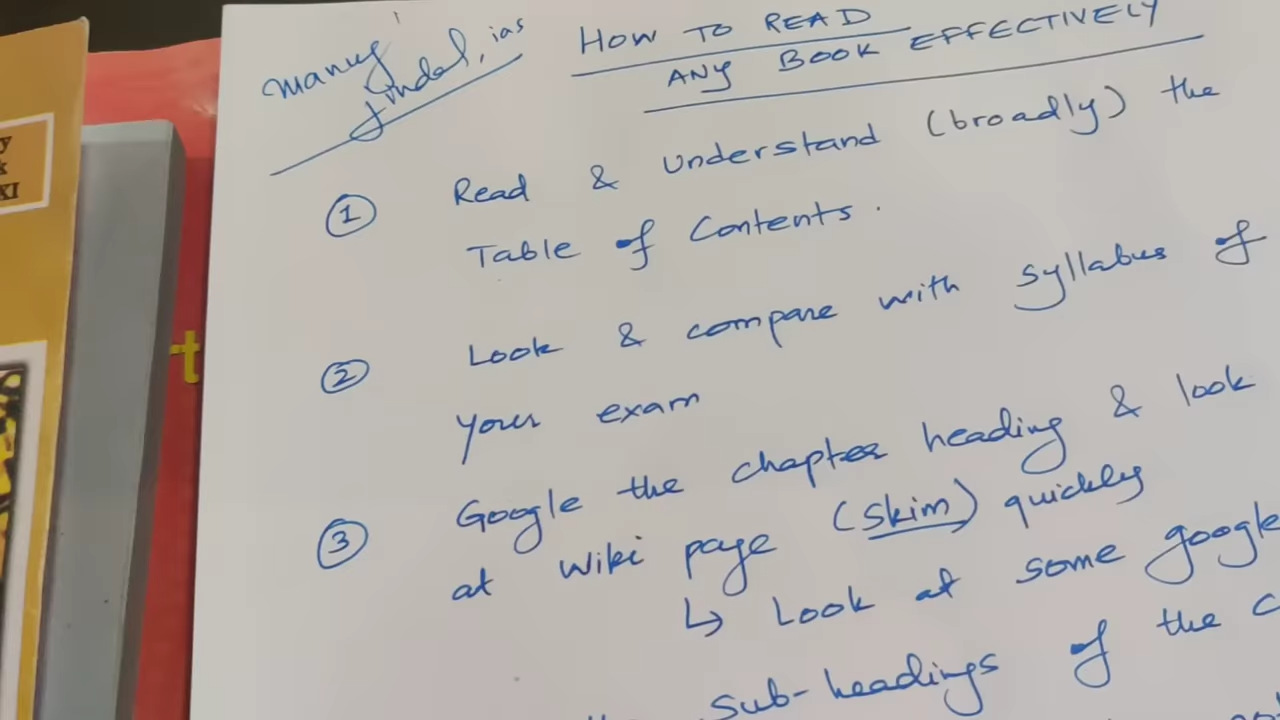 manuj
jindal, ias
HOW TO READ
ANY BOOK EFFECTIVELY
1 Read & understand (broadly) the
Table of Contents.
2 Look & compare with syllabus of
your exam
3 Google the chapter heading & look
at wiki page (skim) quickly
↳ Look at some google
sub-headings of the
y
k
XI
t